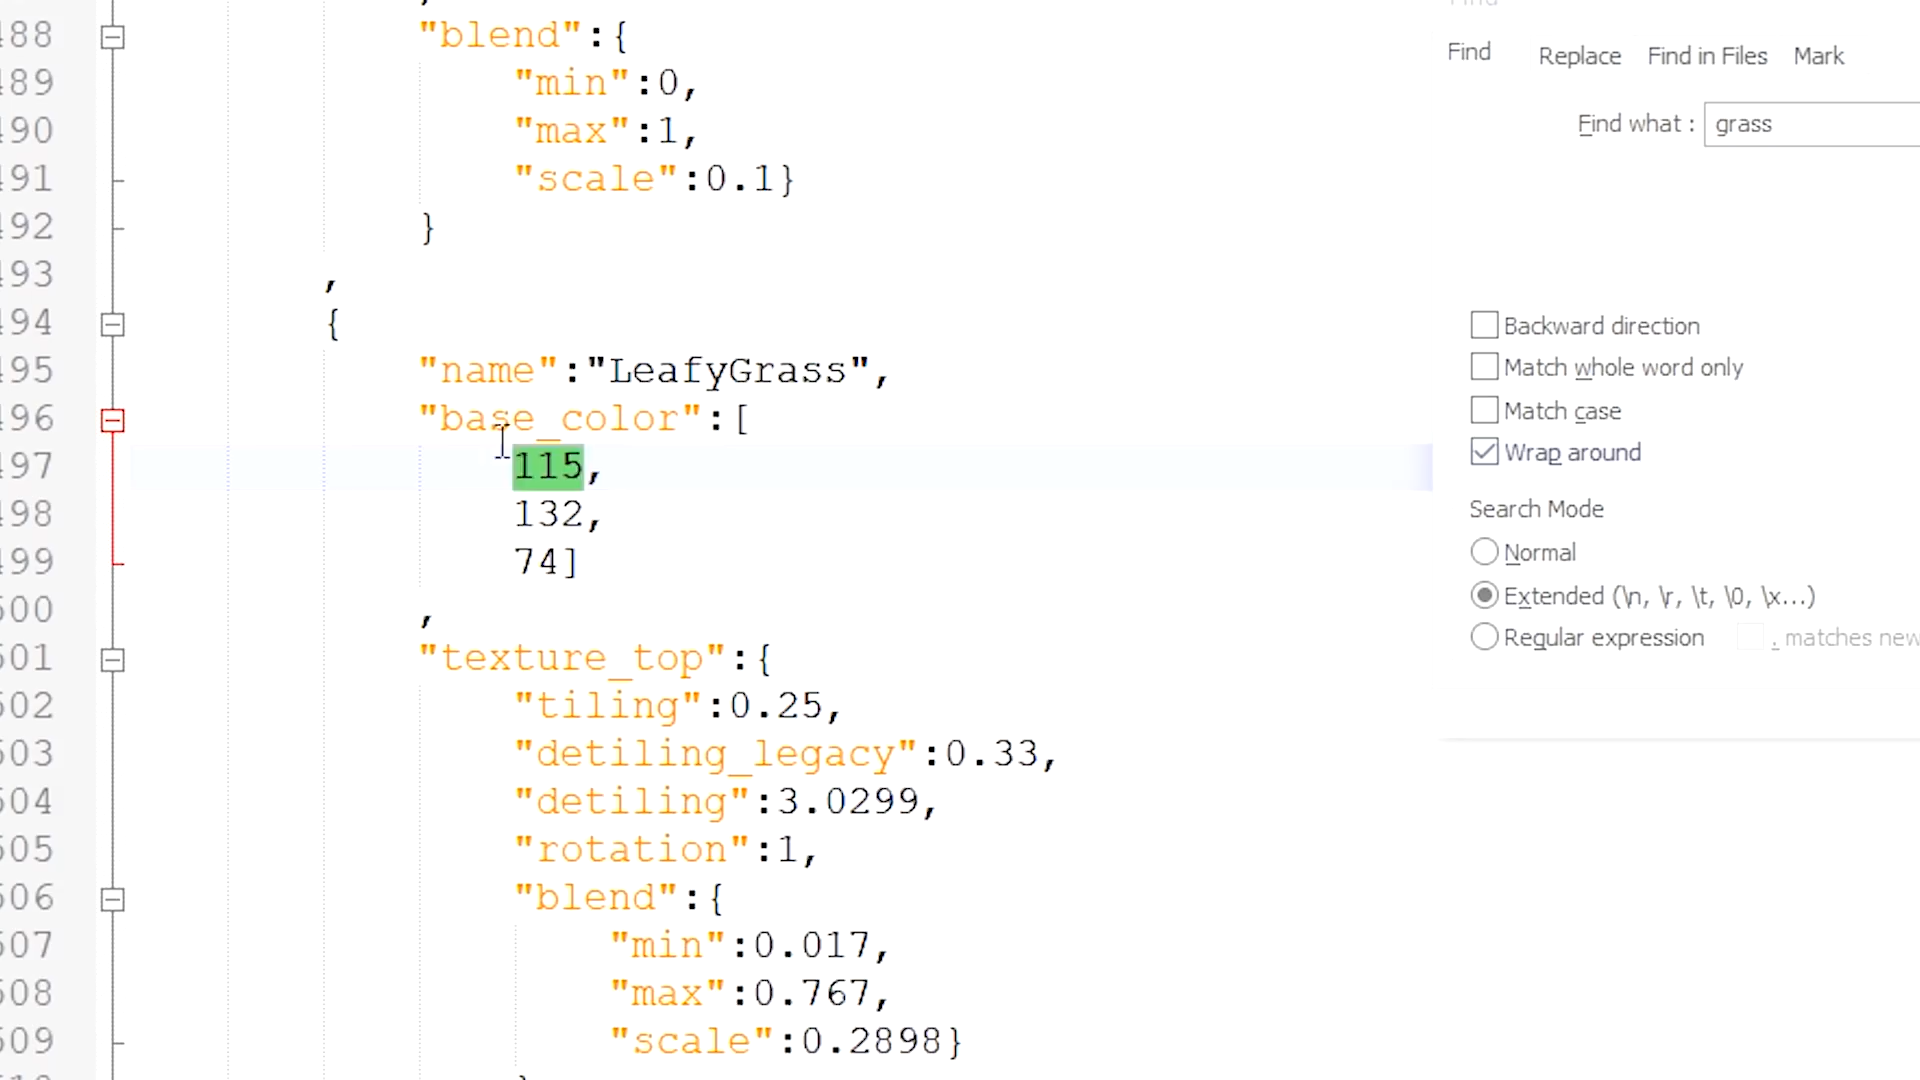 488 "blend":{
489 "min":0,
490 "max":1,
491 "scale":0.1}
492 }
493 ,
494 {
495 "name":"LeafyGrass",
496 "base_color":[
497 115,
498 132,
499 74]
500 ,
501 "texture_top":{
502 "tiling":0.25,
503 "detiling_legacy":0.33,
504 "detiling":3.0299,
505 "rotation":1,
506 "blend":{
507 "min":0.017,
508 "max":0.767,
509 "scale":0.2898}
Find Replace Find in Files Mark
Find what : grass
Backward direction
Match whole word only
Match case
Wrap around
Search Mode
Normal
Extended (\n, \r, \t, \0, \x...)
Regular expression . matches new